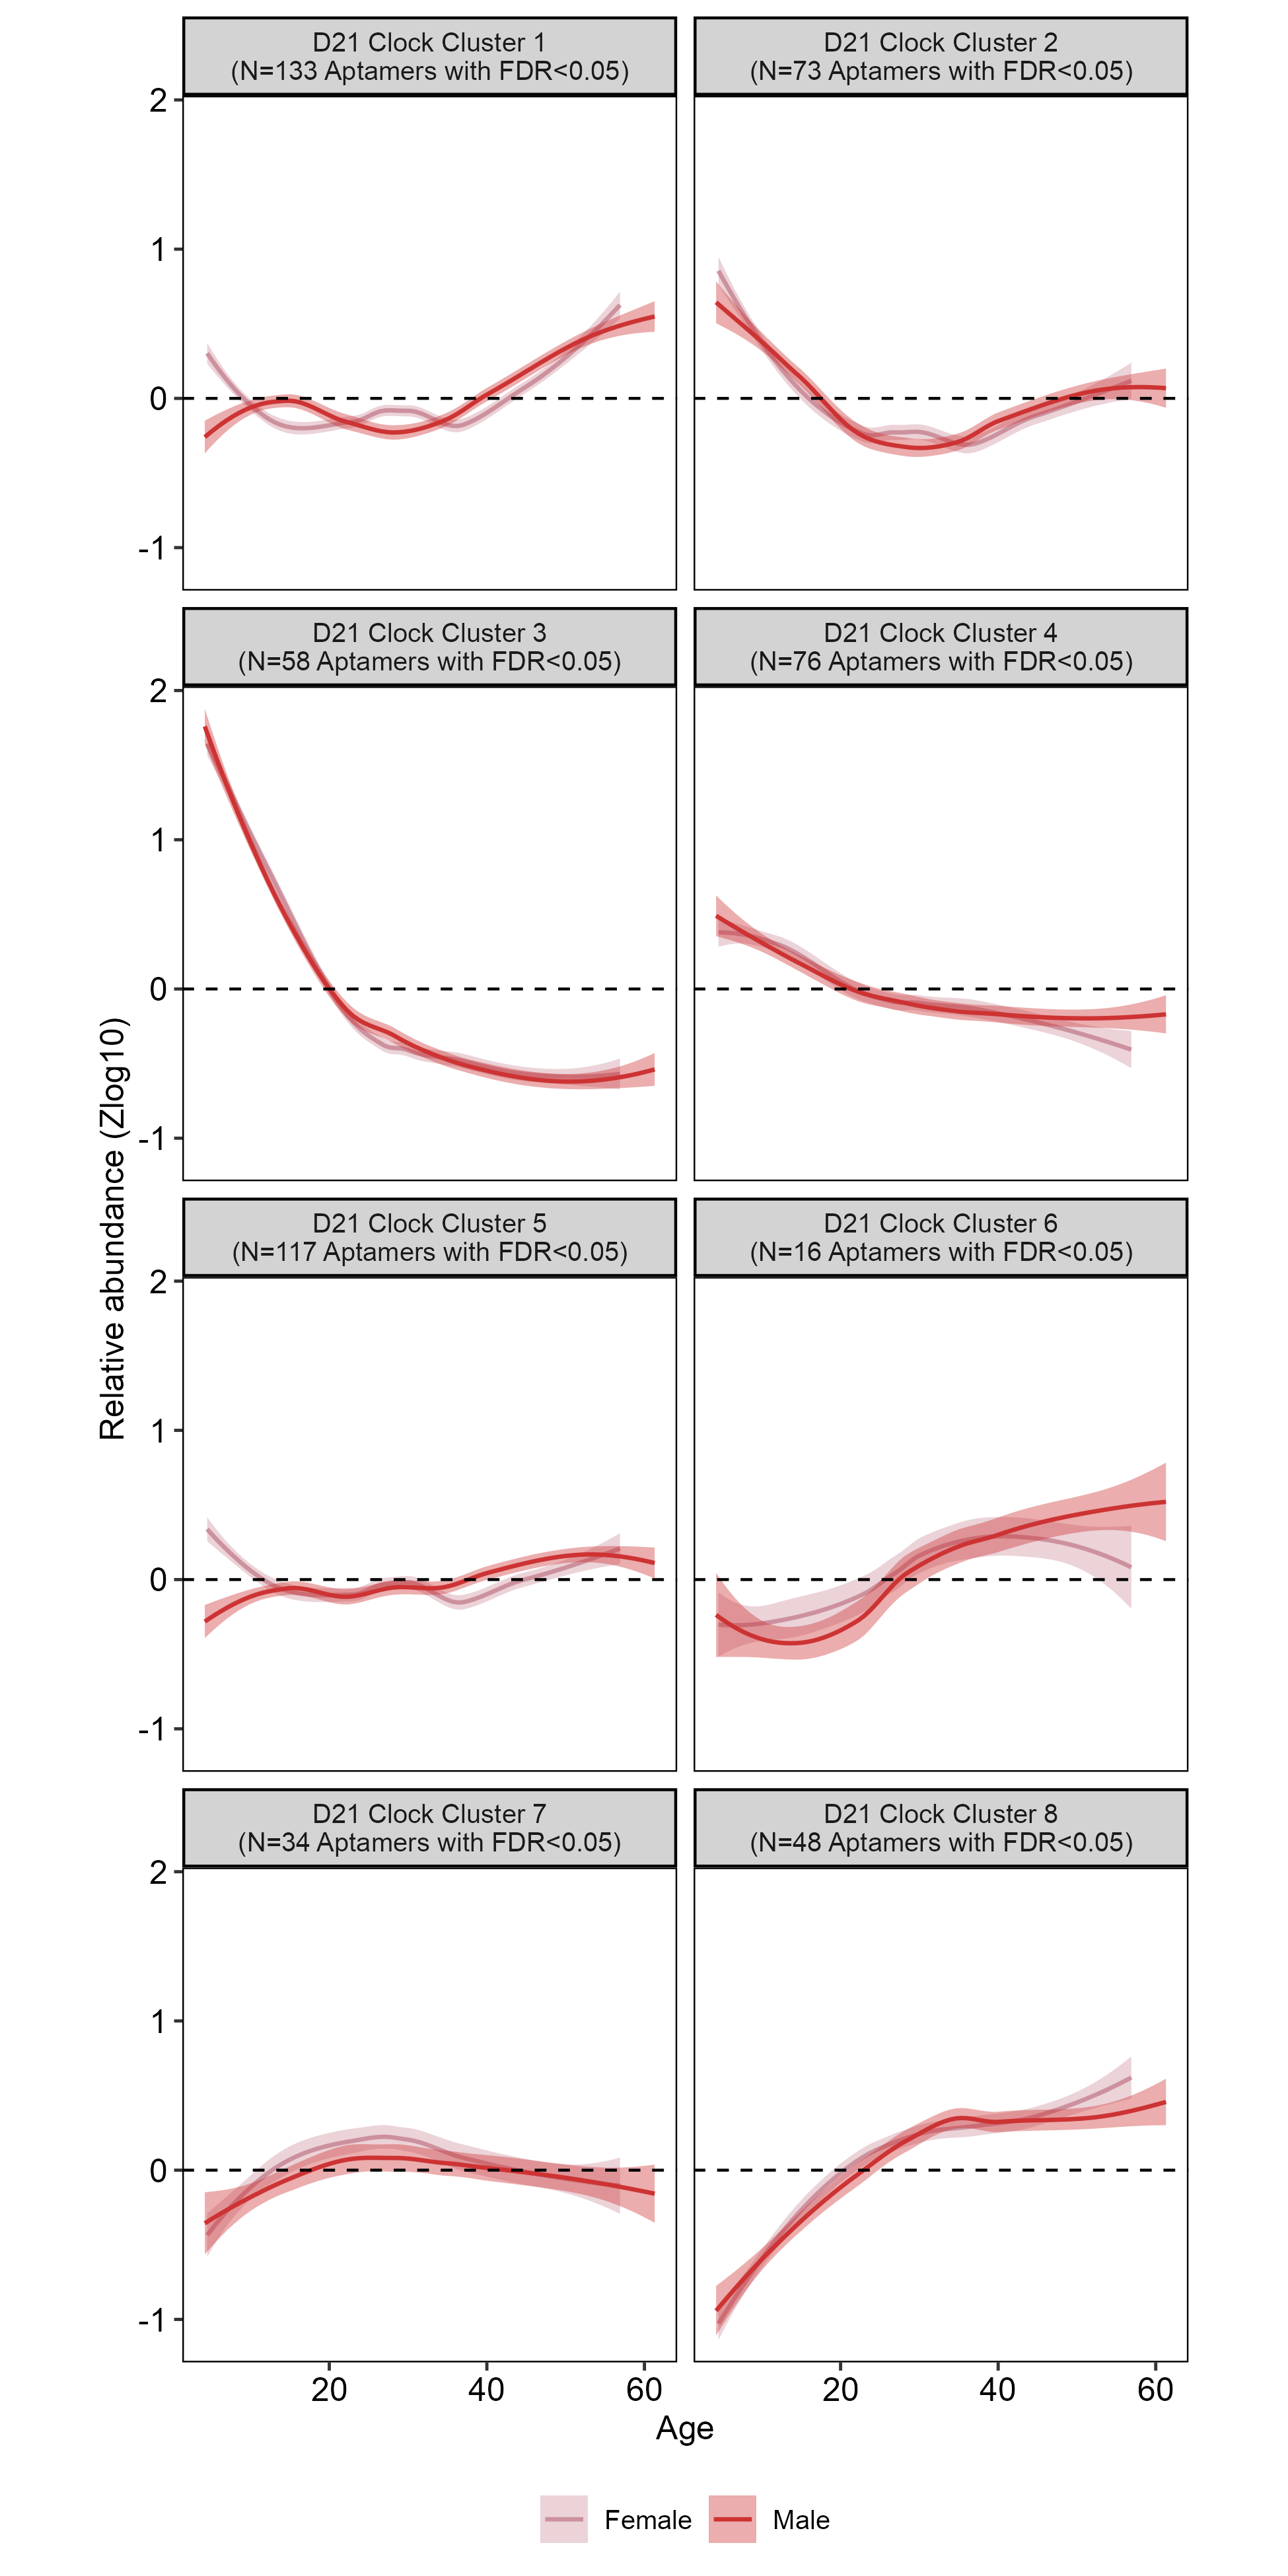 D21 Clock Cluster 1
(N=133 Aptamers with FDR<0.05)
D21 Clock Cluster 2
(N=73 Aptamers with FDR<0.05)
2
1
0
-1
D21 Clock Cluster 3
(N=58 Aptamers with FDR<0.05)
D21 Clock Cluster 4
(N=76 Aptamers with FDR<0.05)
2
1
0
-1
Relative abundance (Zlog10)
D21 Clock Cluster 5
(N=117 Aptamers with FDR<0.05)
D21 Clock Cluster 6
(N=16 Aptamers with FDR<0.05)
2
1
0
-1
D21 Clock Cluster 7
(N=34 Aptamers with FDR<0.05)
D21 Clock Cluster 8
(N=48 Aptamers with FDR<0.05)
2
1
0
-1
20 40 60 20 40 60
Age
Female Male